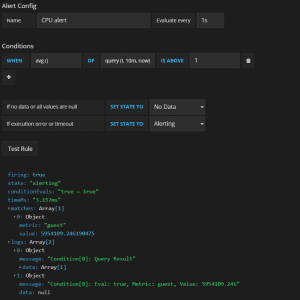 Alert Config
Name CPU alert Evaluate every 1s
Conditions
WHEN avg () OF query (I, 10m, now) IS ABOVE 1
If no data or all values are null SET STATE TO No Data
If execution error or timeout SET STATE TO Alerting
Test Rule
firing: true
state: "alerting"
conditionEvals: "true = true"
timeMs: "3.157ms"
matches: Array[1]
0: Object
metric: "guest"
value: 5954109.246190475
logs: Array[2]
0: Object
message: "Condition[0]: Query Result"
data: Array[1]
1: Object
message: "Condition[0]: Eval: true, Metric: guest, Value: 5954109.246"
data: null